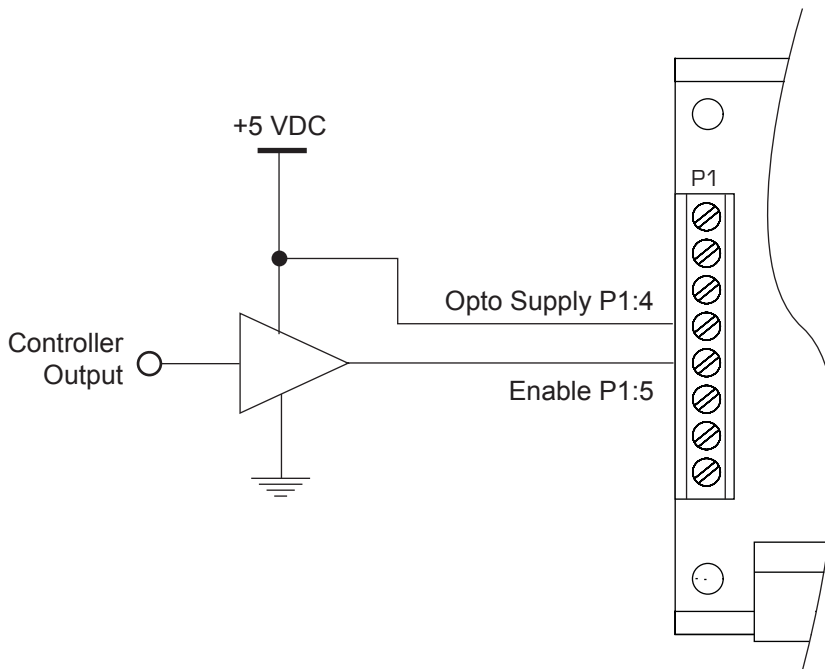 +5 VDC
P1
Opto Supply P1:4
Controller
Output
Enable P1:5